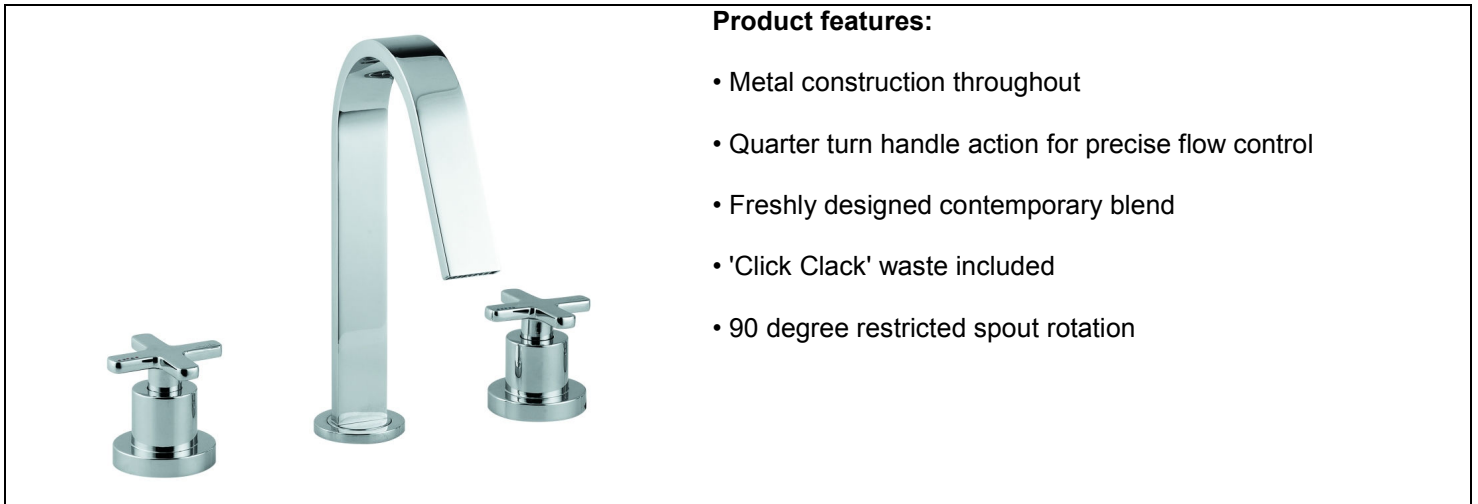 Product features:
• Metal construction throughout
• Quarter turn handle action for precise flow control
• Freshly designed contemporary blend
• 'Click Clack' waste included
• 90 degree restricted spout rotation